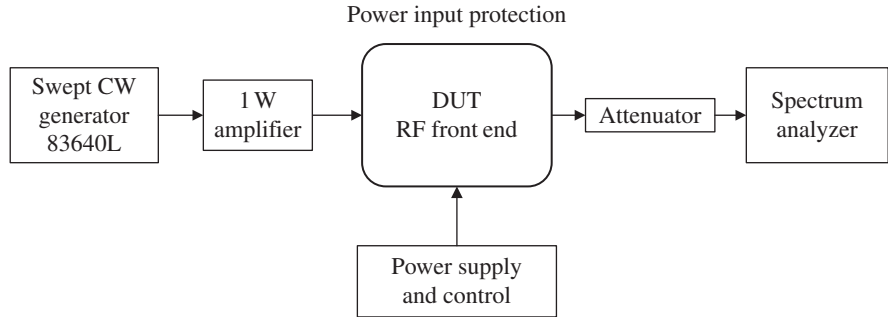 Power input protection
Swept CW
generator
83640L
1 W
amplifier
DUT
RF front end
Attenuator
Spectrum
analyzer
Power supply
and control